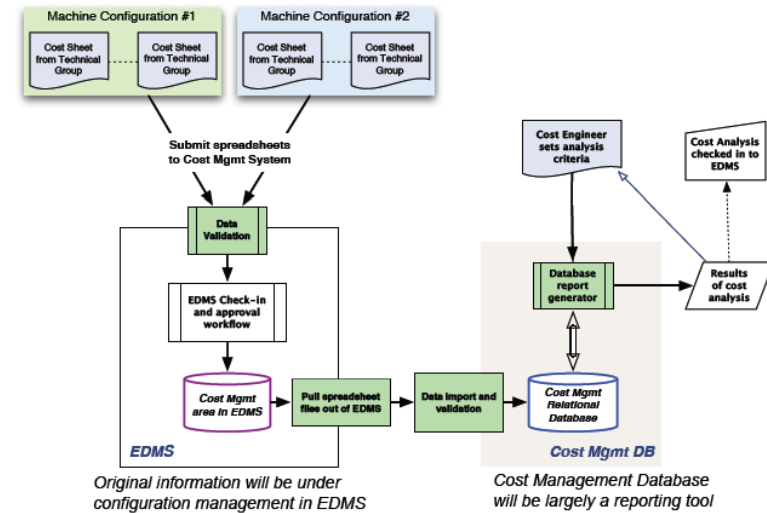 Machine Configuration #1
Cost Sheet
from Technical
Group
Cost Sheet
from Technical
Group
Machine Configuration #2
Cost Sheet
from Technical
Group
Cost Sheet
from Technical
Group
Submit spreadsheets
to Cost Mgmt System
Data
Validation
EDMS Check-in
and approval
workflow
Cost Mgmt
area in EDMS
EDMS
Pull spreadsheet
files out of EDMS
Data import and
validation
Cost Engineer
sets analysis
criteria
Cost Analysis
checked in to
EDMS
Database
report
generator
Results
of cost
analysis
Cost Mgmt
Relational
Database
Cost Mgmt DB
Original information will be under
configuration management in EDMS
Cost Management Database
will be largely a reporting tool